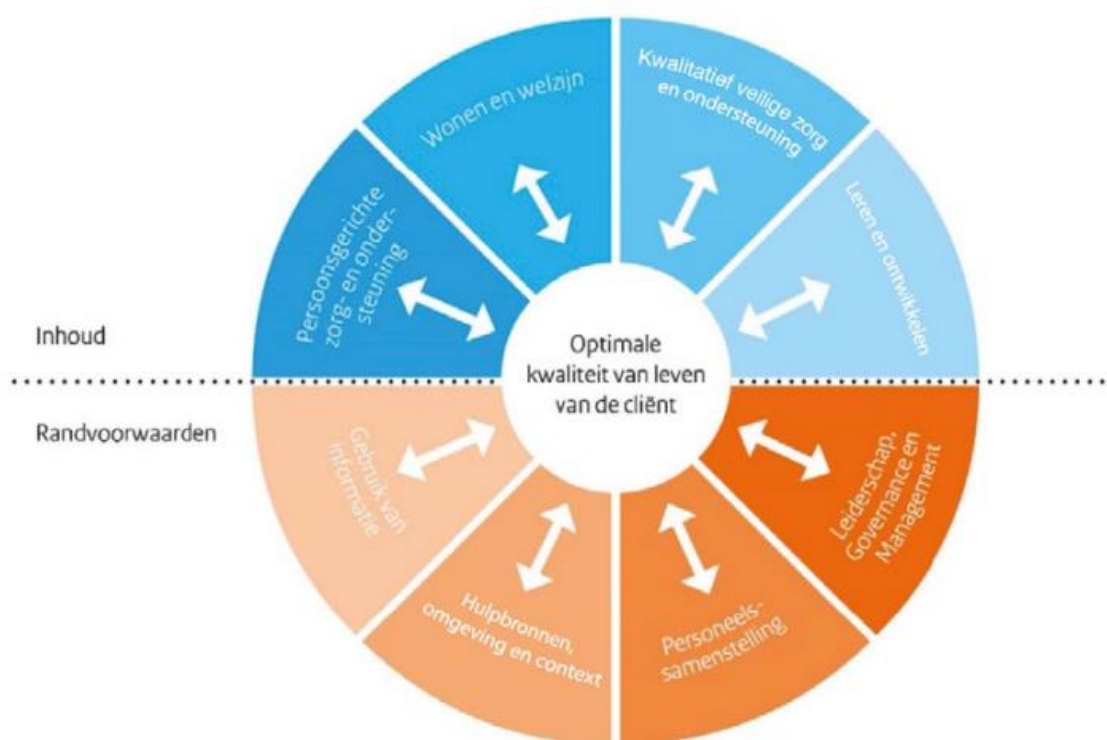 Wonen en welzijn
Kwalitatief veilige zorg
en ondersteuning
Persoonsgerichte
zorg- en onder-
steuning
Leren en ontwikkelen
Inhoud
Optimale
kwaliteit van leven
van de cliënt
Randvoorwaarden
Gebruik van
informatie
Hulpbronnen,
omgeving en context
Personeels-
samenstelling
Leiderschap,
Governance en
Management